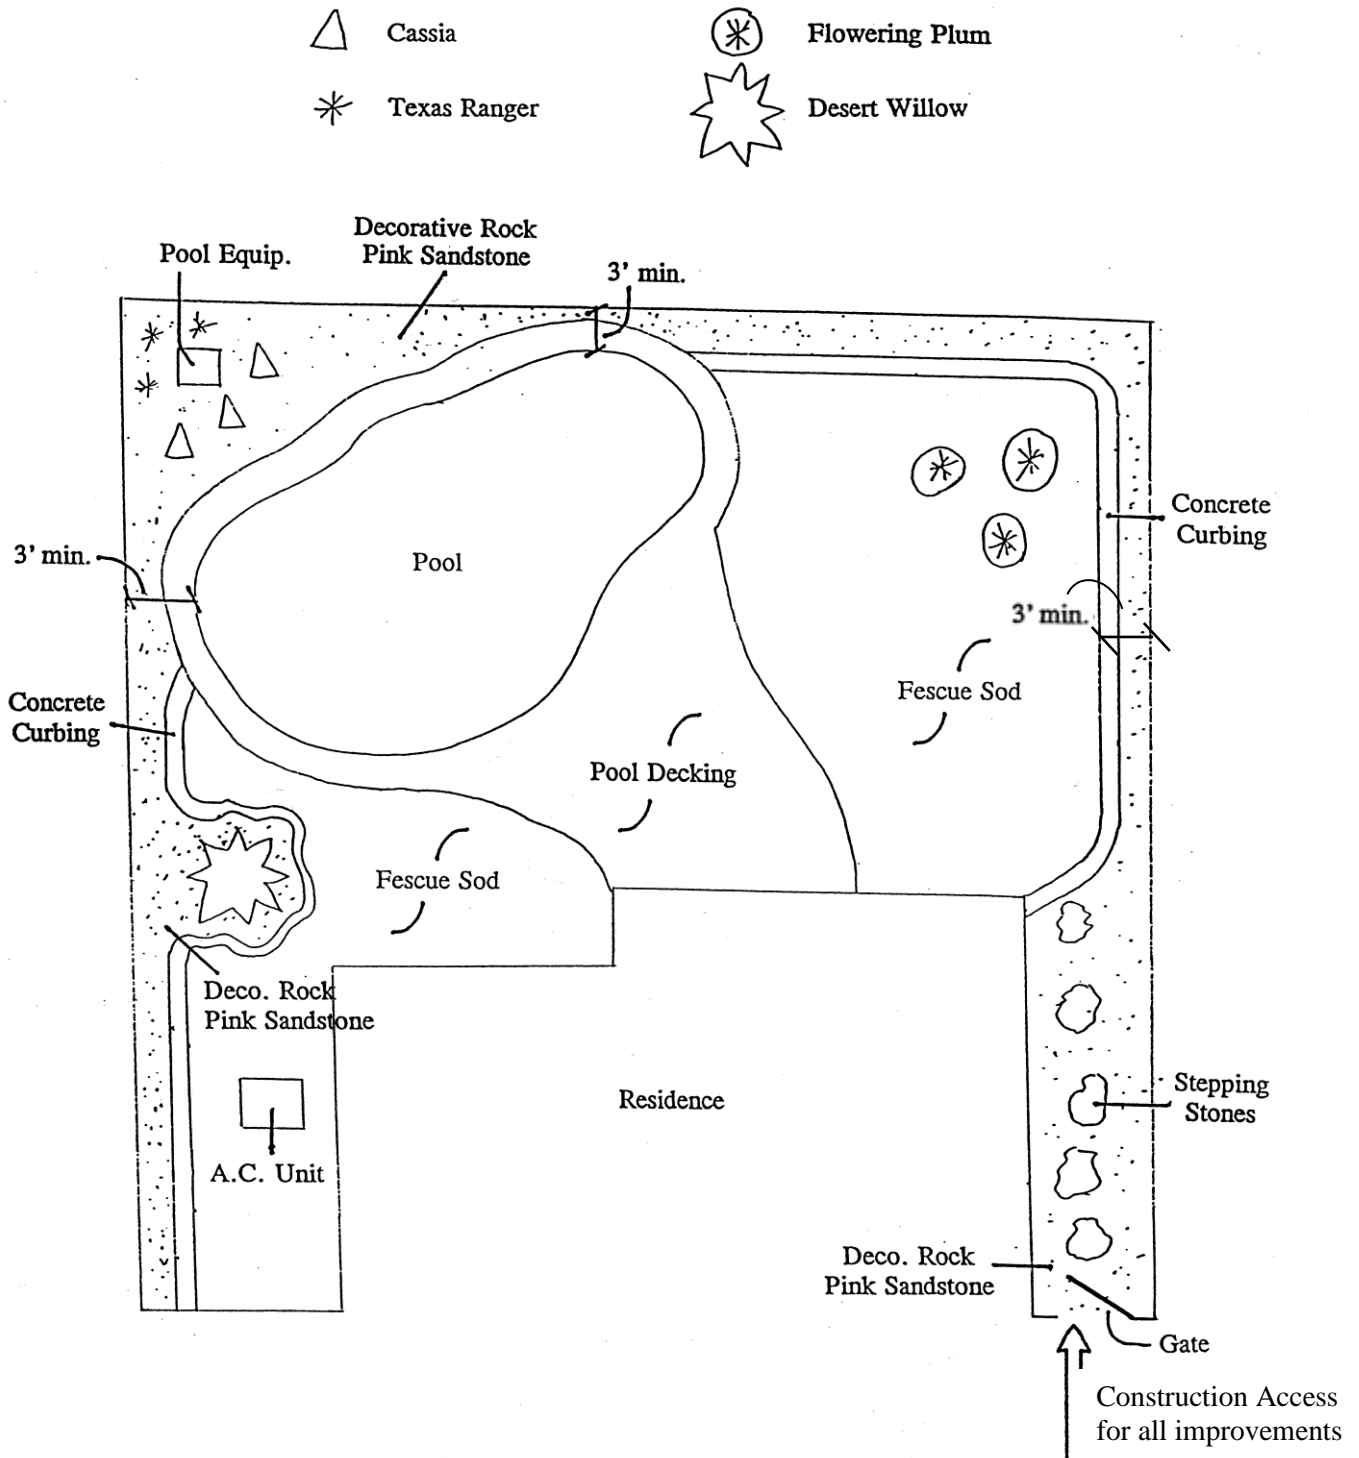 Cassia
Flowering Plum
Texas Ranger
Desert Willow
Decorative Rock
Pink Sandstone
Pool Equip.
3' min.
Concrete
Curbing
3' min.
Pool
3' min.
Fescue Sod
Concrete
Curbing
Pool Decking
Fescue Sod
Deco. Rock
Pink Sandstone
Residence
Stepping
Stones
A.C. Unit
Deco. Rock
Pink Sandstone
Gate
Construction Access
for all improvements